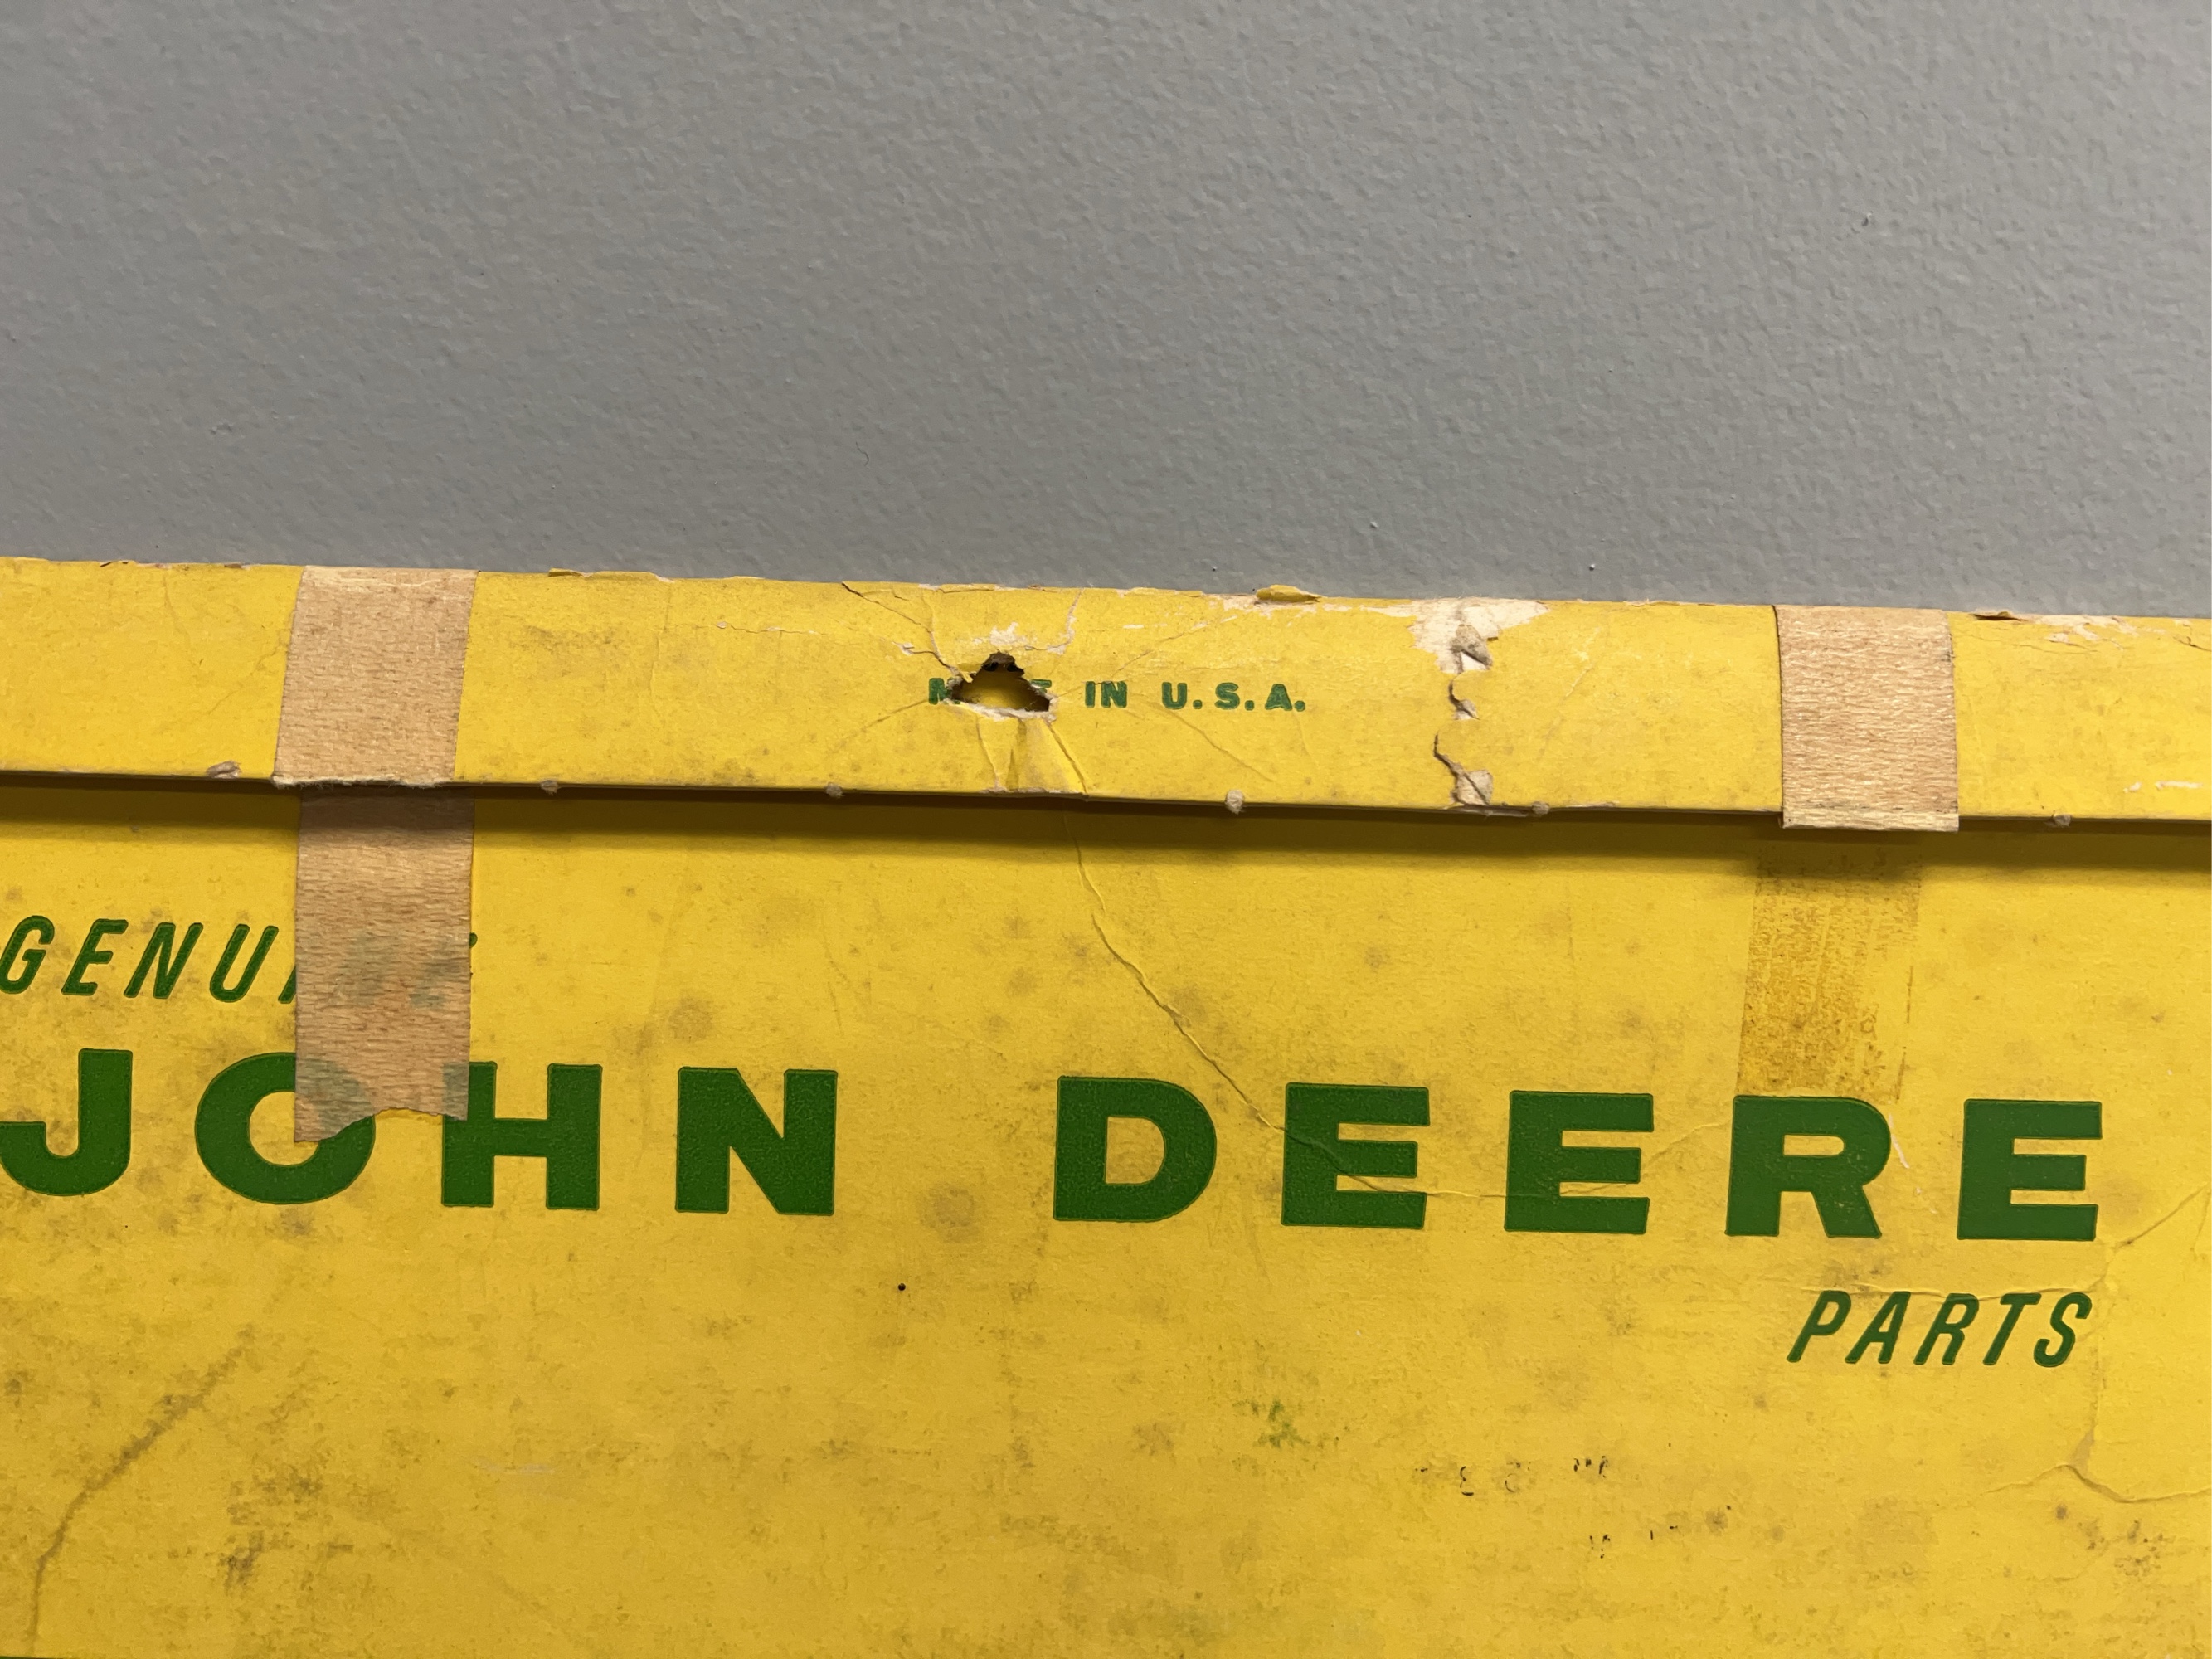 IN U.S.A.
JOHN DEERE
PARTS